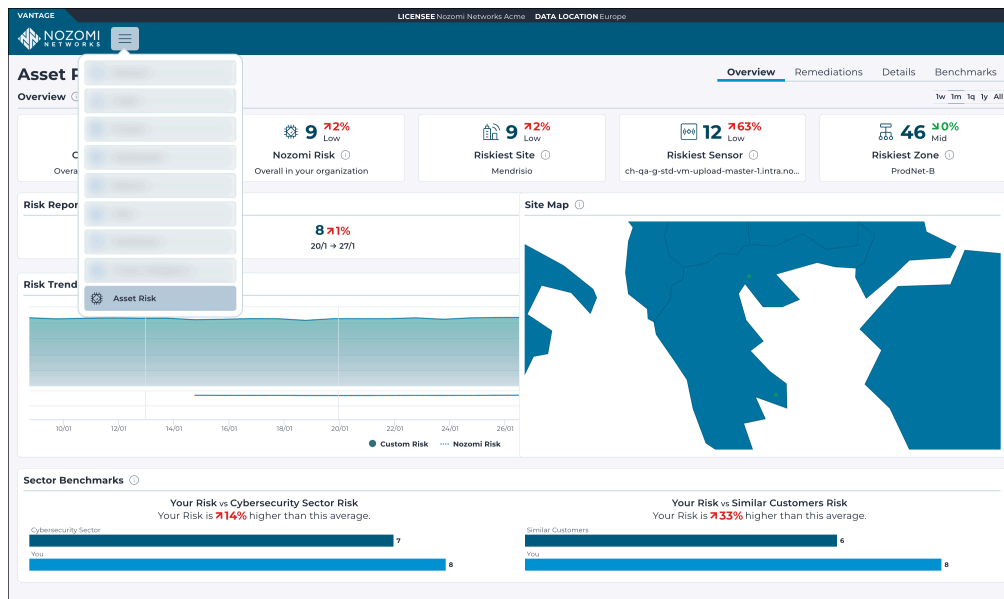 VANTAGE
LICENSEE Nozomi Networks Acme DATA LOCATION Europe
NOZOMI
NETWORKS
Asset
Overview Remediations Details Benchmarks
Overview
1w 1m 1q 1y All
9 2%
Low
Nozomi Risk
Overall in your organization
9 2%
Low
Riskiest Site
Mendrisio
12 63%
Low
Riskiest Sensor
ch-qa-g-std-vm-upload-master-1.intra.no...
46 0%
Mid
Riskiest Zone
ProdNet-B
Asset Risk
Risk Repor
8 1%
20/1 → 27/1
Site Map
Risk Trend
10/01 12/01 14/01 16/01 18/01 20/01 22/01 24/01 26/01
Custom Risk Nozomi Risk
Sector Benchmarks
Your Risk vs Cybersecurity Sector Risk
Your Risk is 14% higher than this average.
Cybersecurity Sector
7
You
8
Your Risk vs Similar Customers Risk
Your Risk is 33% higher than this average.
Similar Customers
6
You
8